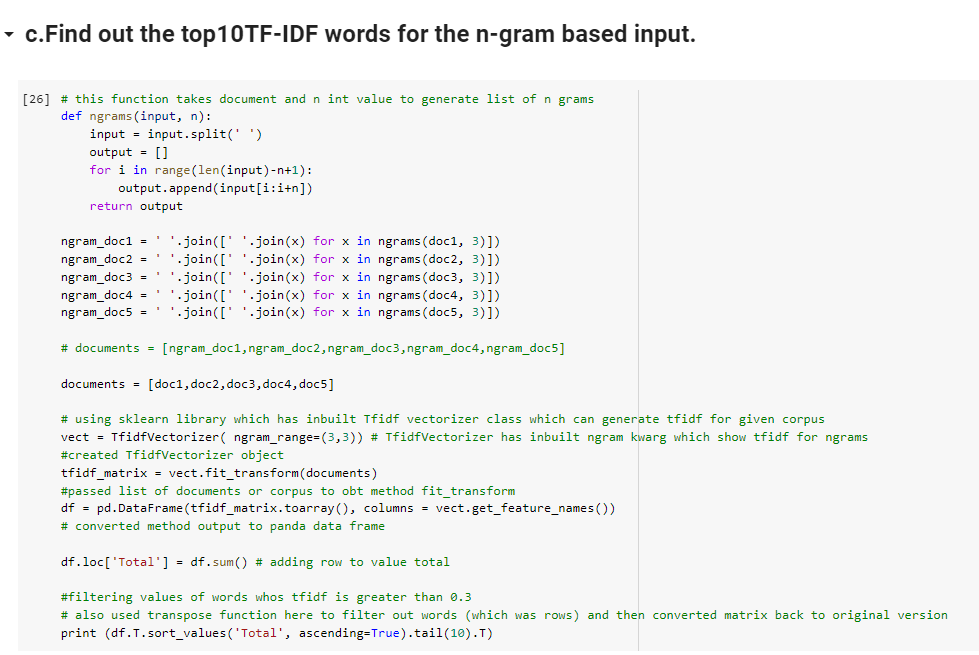 c.Find out the top10TF-IDF words for the n-gram based input.
[26] # this function takes document and n int value to generate list of n grams
def ngrams(input, n):
    input = input.split(' ')
    output = []
    for i in range(len(input)-n+1):
        output.append(input[i:i+n])
    return output
ngram_doc1 = ' '.join([' '.join(x) for x in ngrams(doc1, 3)])
ngram_doc2 = ' '.join([' '.join(x) for x in ngrams(doc2, 3)])
ngram_doc3 = ' '.join([' '.join(x) for x in ngrams(doc3, 3)])
ngram_doc4 = ' '.join([' '.join(x) for x in ngrams(doc4, 3)])
ngram_doc5 = ' '.join([' '.join(x) for x in ngrams(doc5, 3)])
# documents = [ngram_doc1,ngram_doc2,ngram_doc3,ngram_doc4,ngram_doc5]
documents = [doc1,doc2,doc3,doc4,doc5]
# using sklearn library which has inbuilt Tfidf vectorizer class which can generate tfidf for given corpus
vect = TfidfVectorizer( ngram_range=(3,3)) # TfidfVectorizer has inbuilt ngram kwarg which show tfidf for ngrams
#created TfidfVectorizer object
tfidf_matrix = vect.fit_transform(documents)
#passed list of documents or corpus to obt method fit_transform
df = pd.DataFrame(tfidf_matrix.toarray(), columns = vect.get_feature_names())
# converted method output to panda data frame
df.loc['Total'] = df.sum() # adding row to value total
#filtering values of words whos tfidf is greater than 0.3
# also used transpose function here to filter out words (which was rows) and then converted matrix back to original version
print (df.T.sort_values('Total', ascending=True).tail(10).T)